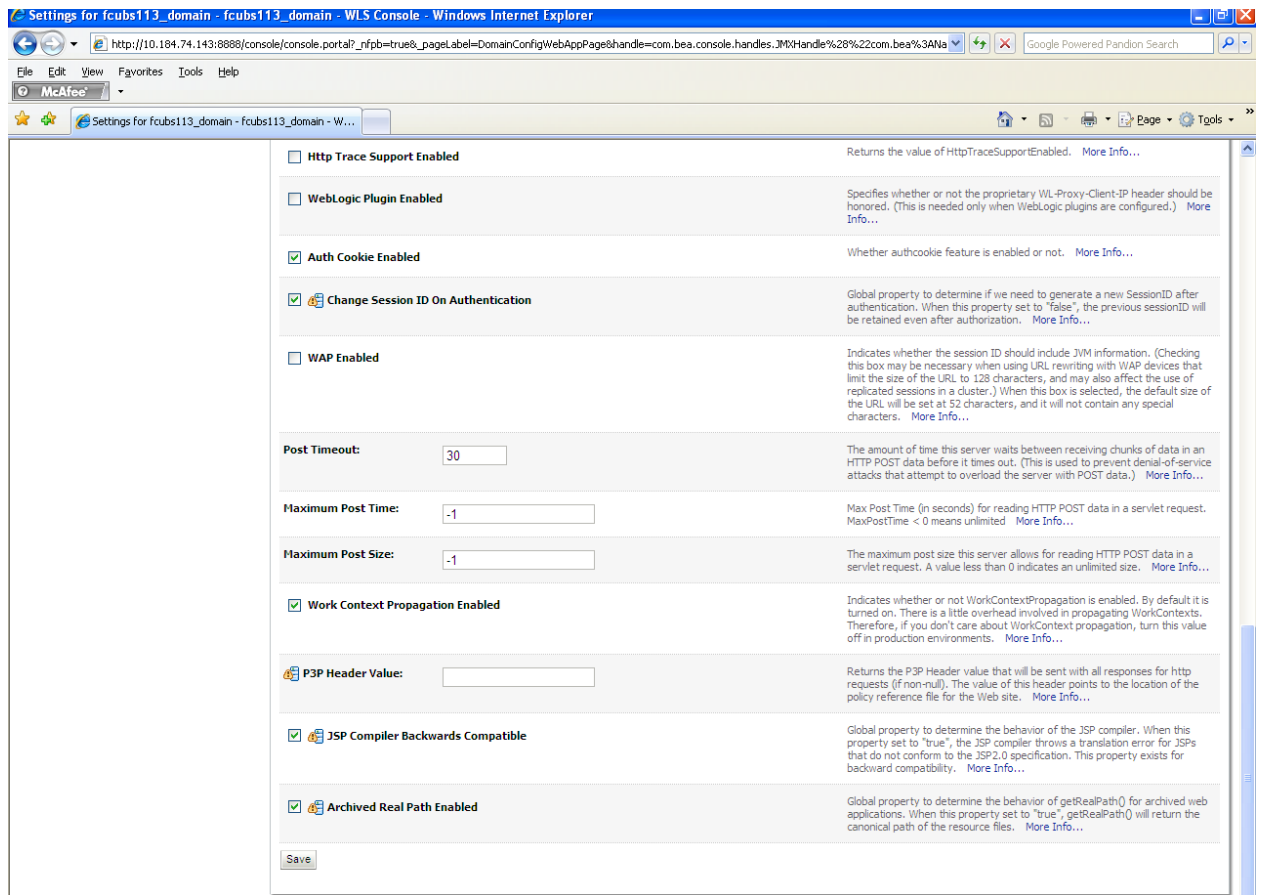 Settings for fcubs113_domain - fcubs113_domain - WLS Console - Windows Internet Explorer
http://10.184.74.143:8888/console/console.portal?_nfpb=true&_pageLabel=DomainConfigWebAppPage&handle=com.bea.console.handles.JMXHandle%28%22com.bea%3ANa
Google Powered Pandion Search
File Edit View Favorites Tools Help
McAfee
Settings for fcubs113_domain - fcubs113_domain - W...
Page Tools »
Http Trace Support Enabled
Returns the value of HttpTraceSupportEnabled. More Info...
WebLogic Plugin Enabled
Specifies whether or not the proprietary WL-Proxy-Client-IP header should be
honored. (This is needed only when WebLogic plugins are configured.) More
Info...
Auth Cookie Enabled
Whether authcookie feature is enabled or not. More Info...
Change Session ID On Authentication
Global property to determine if we need to generate a new SessionID after
authentication. When this property set to "false", the previous sessionID will
be retained even after authorization. More Info...
WAP Enabled
Indicates whether the session ID should include JVM information. (Checking
this box may be necessary when using URL rewriting with WAP devices that
limit the size of the URL to 128 characters, and may also affect the use of
replicated sessions in a cluster.) When this box is selected, the default size of
the URL will be set at 52 characters, and it will not contain any special
characters. More Info...
Post Timeout:
30
The amount of time this server waits between receiving chunks of data in an
HTTP POST data before it times out. (This is used to prevent denial-of-service
attacks that attempt to overload the server with POST data.) More Info...
Maximum Post Time:
-1
Max Post Time (in seconds) for reading HTTP POST data in a servlet request.
MaxPostTime < 0 means unlimited More Info...
Maximum Post Size:
-1
The maximum post size this server allows for reading HTTP POST data in a
servlet request. A value less than 0 indicates an unlimited size. More Info...
Work Context Propagation Enabled
Indicates whether or not WorkContextPropagation is enabled. By default it is
turned on. There is a little overhead involved in propagating WorkContexts.
Therefore, if you don't care about WorkContext propagation, turn this value
off in production environments. More Info...
P3P Header Value:
Returns the P3P Header value that will be sent with all responses for http
requests (if non-null). The value of this header points to the location of the
policy reference file for the Web site. More Info...
JSP Compiler Backwards Compatible
Global property to determine the behavior of the JSP compiler. When this
property set to "true", the JSP compiler throws a translation error for JSPs
that do not conform to the JSP2.0 specification. This property exists for
backward compatibility. More Info...
Archived Real Path Enabled
Global property to determine the behavior of getRealPath() for archived web
applications. When this property set to "true", getRealPath() will return the
canonical path of the resource files. More Info...
Save